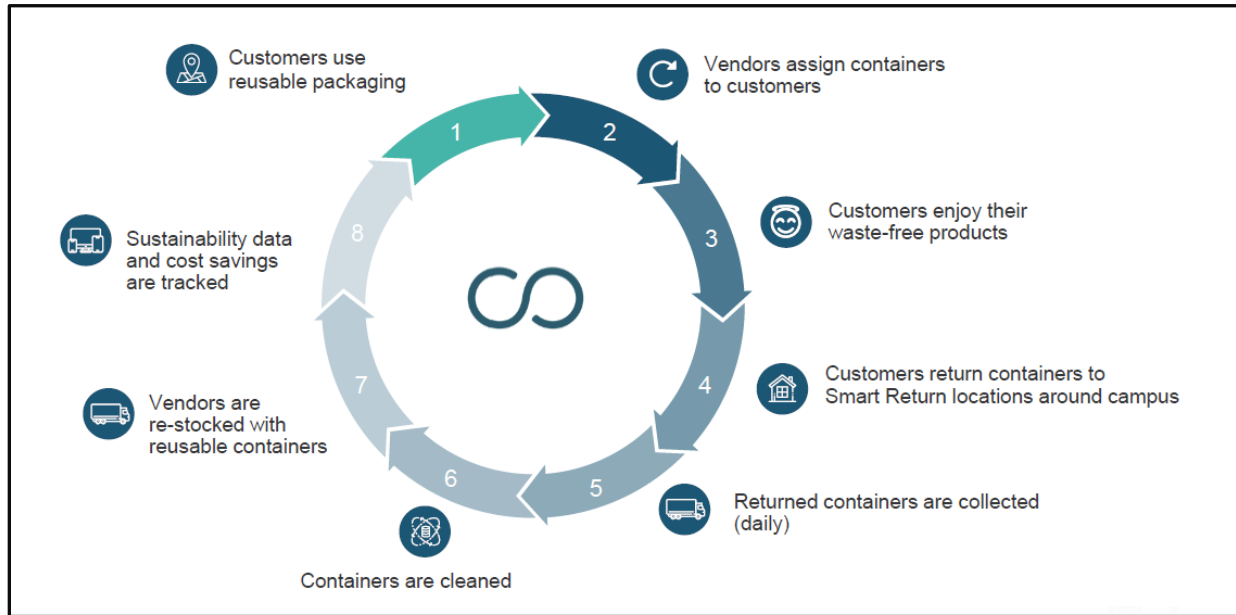 Customers use
reusable packaging
1
2
Vendors assign containers
to customers
3
Customers enjoy their
waste-free products
4
Customers return containers to
Smart Return locations around campus
5
Returned containers are collected
(daily)
6
Containers are cleaned
7
Vendors are
re-stocked with
reusable containers
8
Sustainability data
and cost savings
are tracked